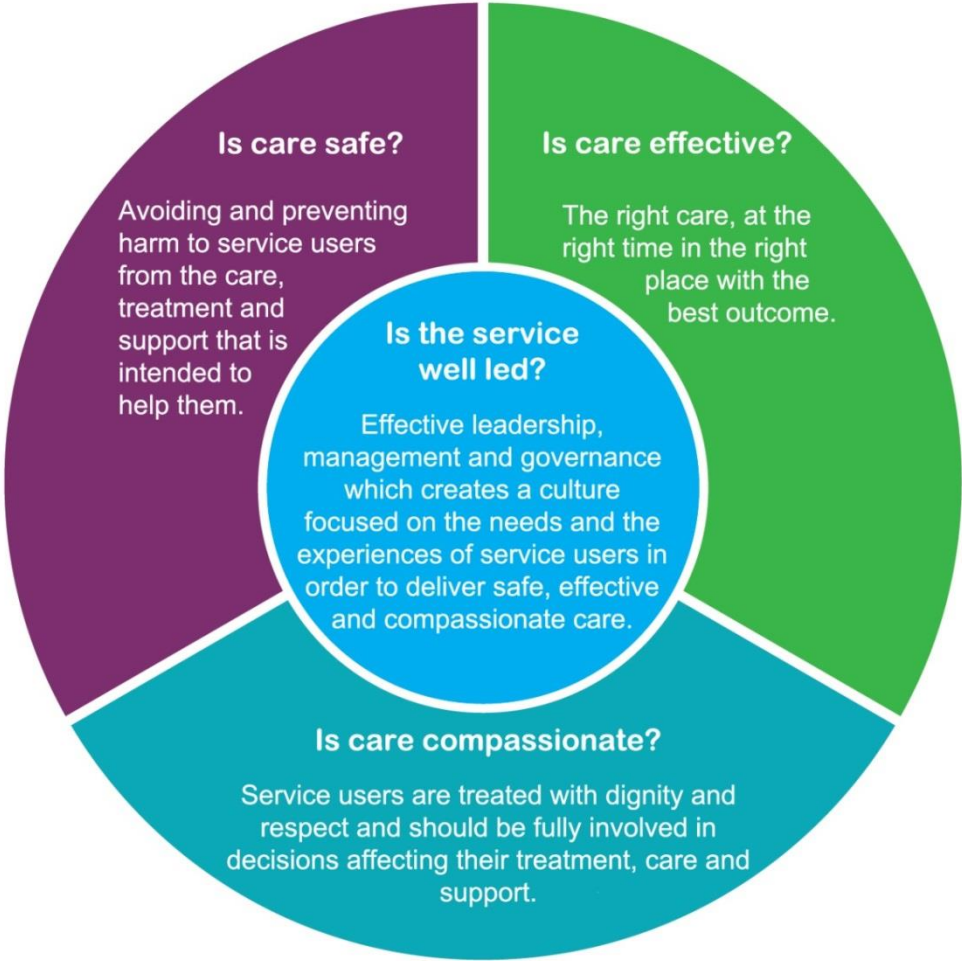 Is care safe?
Avoiding and preventing
harm to service users
from the care,
treatment and
support that is
intended to
help them.
Is care effective?
The right care, at the
right time in the right
place with the
best outcome.
Is the service
well led?
Effective leadership,
management and governance
which creates a culture
focused on the needs and the
experiences of service users in
order to deliver safe, effective
and compassionate care.
Is care compassionate?
Service users are treated with dignity and
respect and should be fully involved in
decisions affecting their treatment, care and
support.